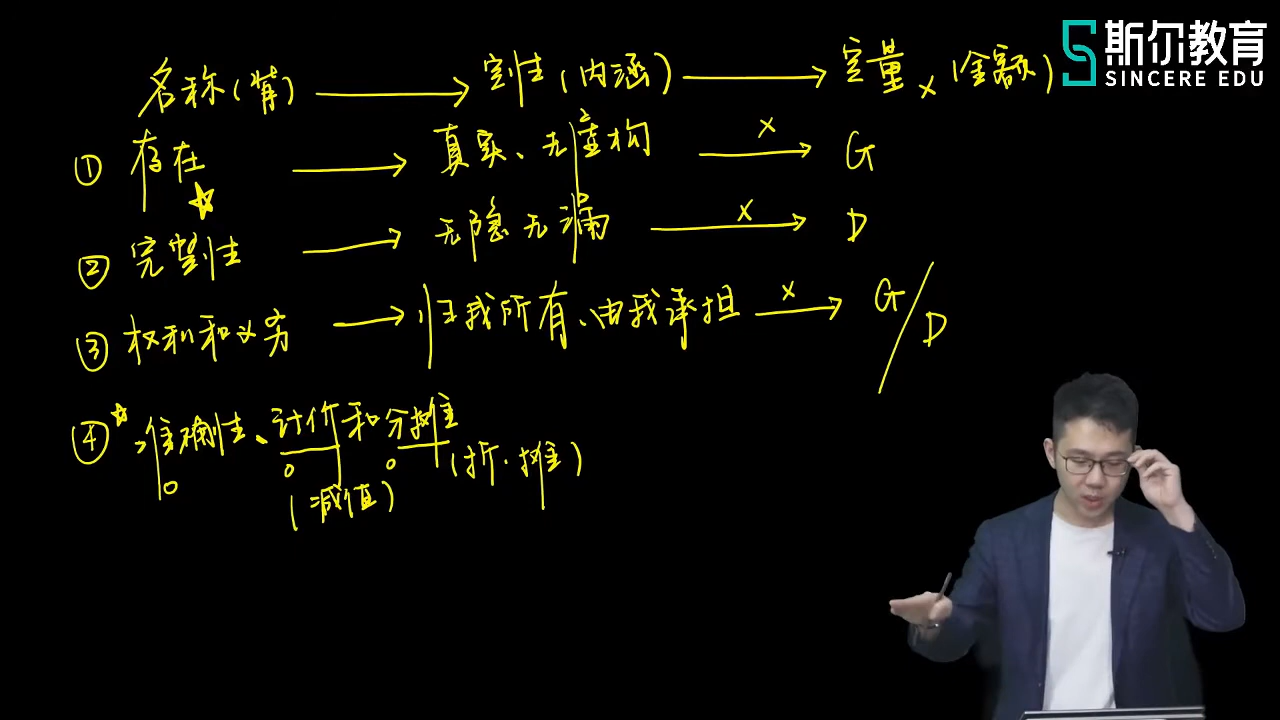 斯尔教育
SINCERE EDU
名称(背) → 定性(内涵) → 定量 x (金额)
① 存在 → 真实、无虚构 x → G
② 完整性 → 无隐无漏 x → D
③ 权利和义务 → 归我所有、由我承担 x → G/D
④ 准确性、计价和分摊
(减值) (折·摊)